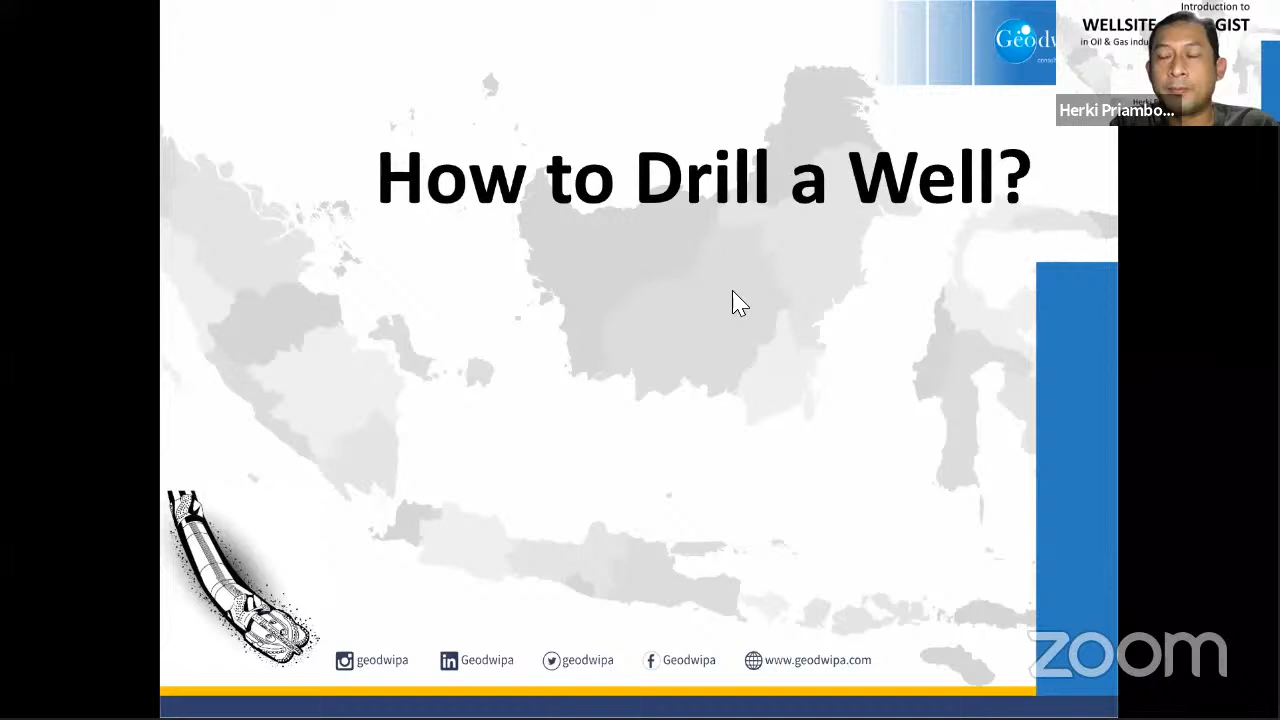 Introduction to
WELLSITE GIST
in Oil & Gas
Herki Priambo...
Geodw
How to Drill a Well?
geodwipa
Geodwipa
geodwipa
Geodwipa
www.geodwipa.com
zoom